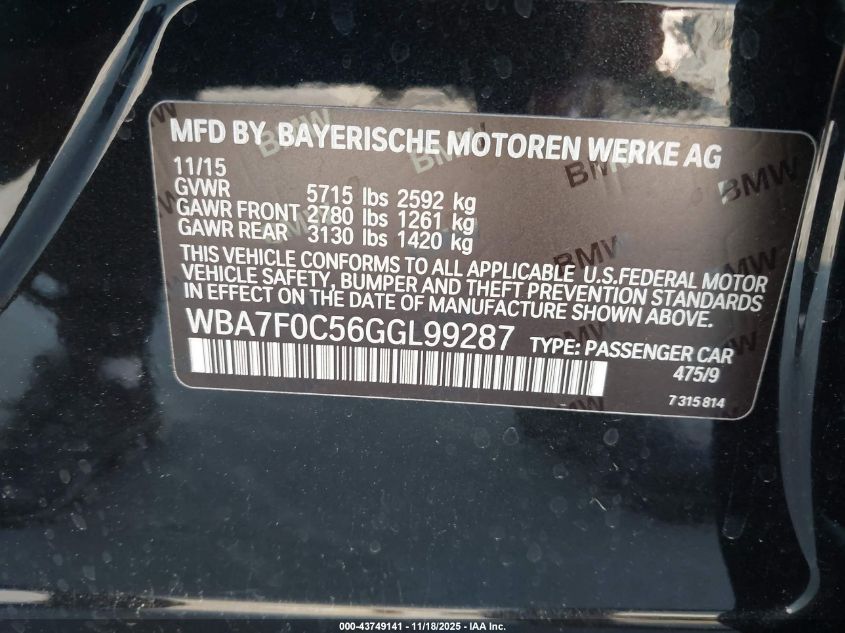 MFD BY BAYERISCHE MOTOREN WERKE AG
11/15
GVWR 5715 lbs 2592 kg
GAWR FRONT 2780 lbs 1261 kg
GAWR REAR 3130 lbs 1420 kg
THIS VEHICLE CONFORMS TO ALL APPLICABLE U.S.FEDERAL MOTOR
VEHICLE SAFETY, BUMPER AND THEFT PREVENTION STANDARDS
IN EFFECT ON THE DATE OF MANUFACTURE SHOWN ABOVE.
WBA7F0C56GGL99287 TYPE: PASSENGER CAR
475/9
7 315 814
000-43749141 - 11/18/2025 - IAA Inc.